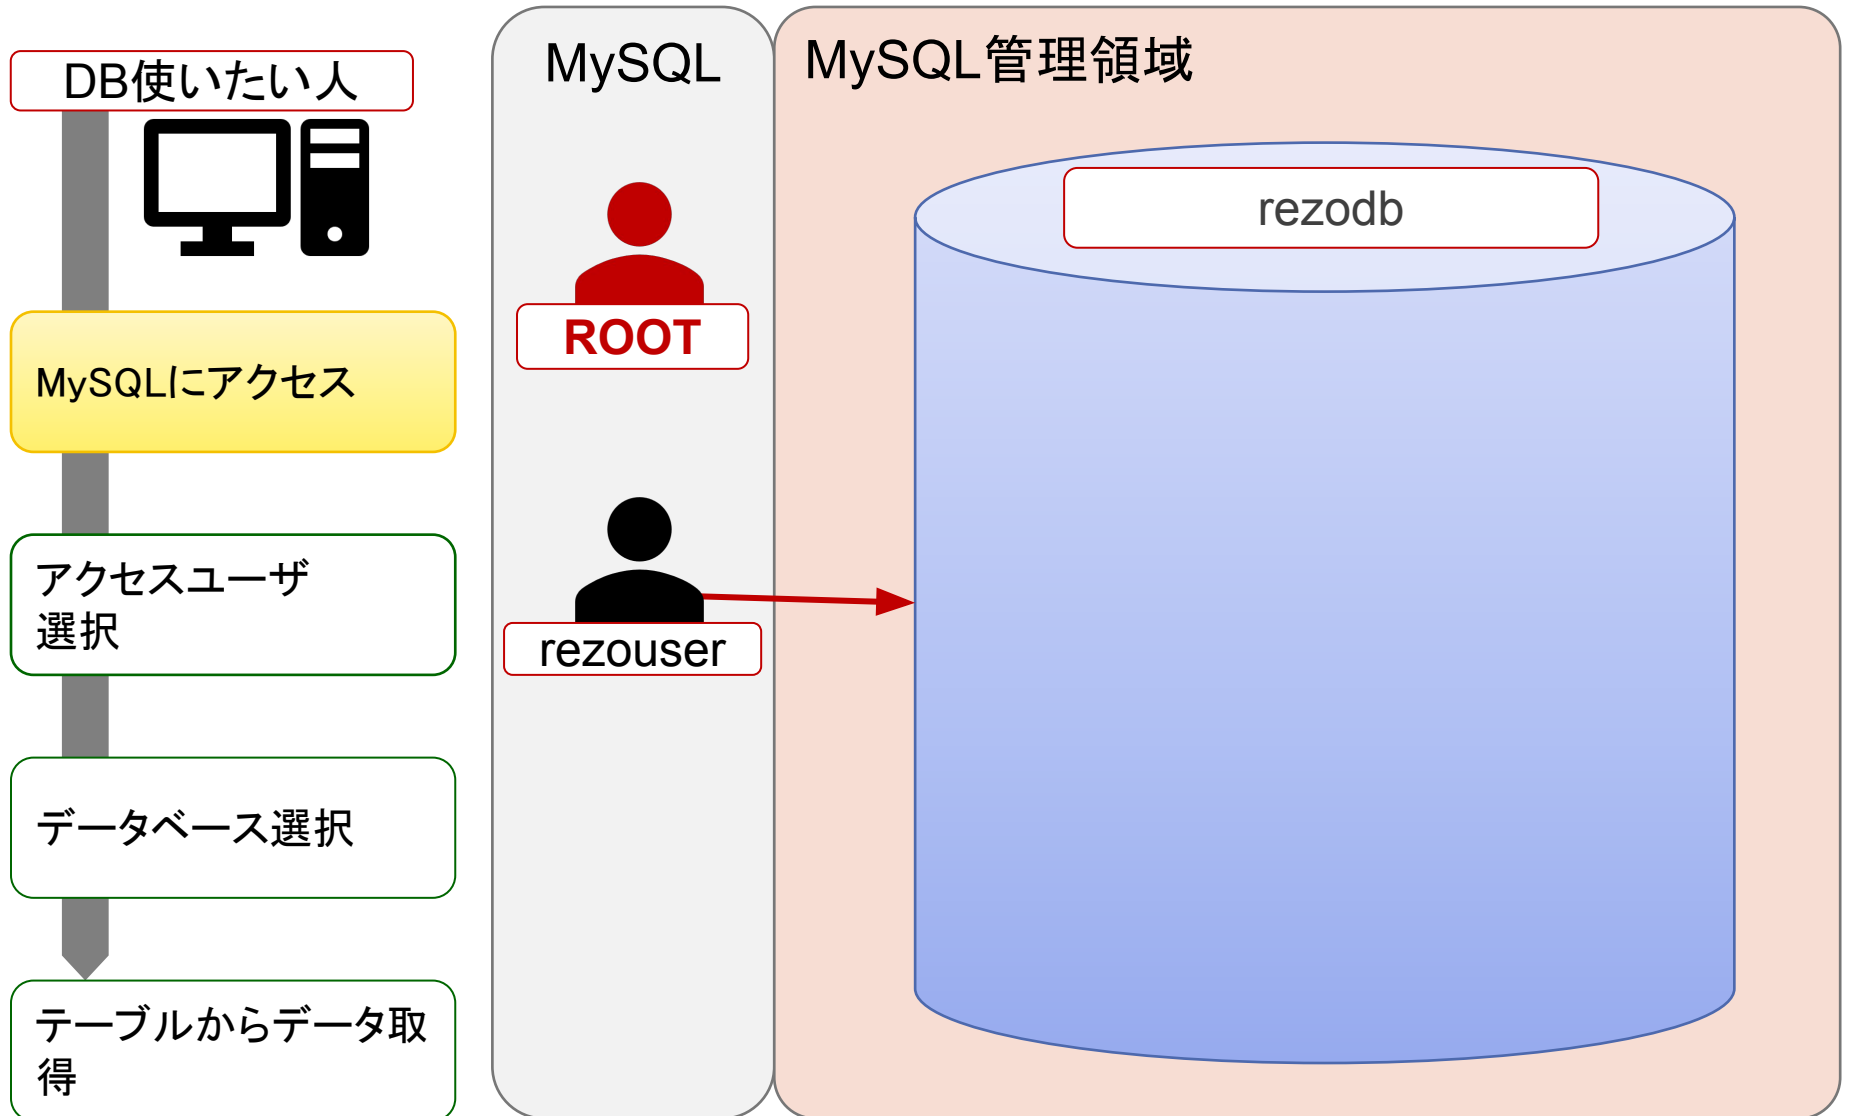 DB使いたい人
MySQLにアクセス
アクセスユーザ
選択
データベース選択
テーブルからデータ取
得
MySQL
ROOT
rezouser
MySQL管理領域
rezodb